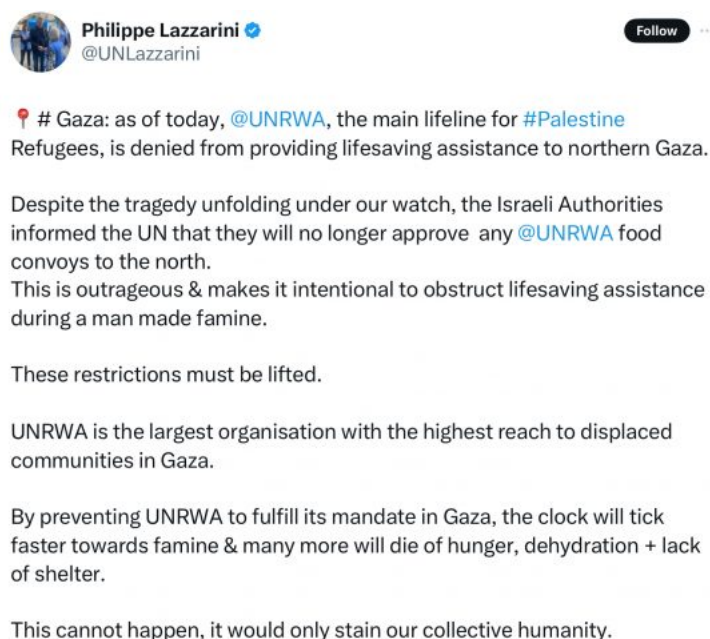 Philippe Lazzarini
@UNLazzarini
Follow
# Gaza: as of today, @UNRWA, the main lifeline for #Palestine
Refugees, is denied from providing lifesaving assistance to northern Gaza.
Despite the tragedy unfolding under our watch, the Israeli Authorities
informed the UN that they will no longer approve  any @UNRWA food
convoys to the north.
This is outrageous & makes it intentional to obstruct lifesaving assistance
during a man made famine.
These restrictions must be lifted.
UNRWA is the largest organisation with the highest reach to displaced
communities in Gaza.
By preventing UNRWA to fulfill its mandate in Gaza, the clock will tick
faster towards famine & many more will die of hunger, dehydration + lack
of shelter.
This cannot happen, it would only stain our collective humanity.